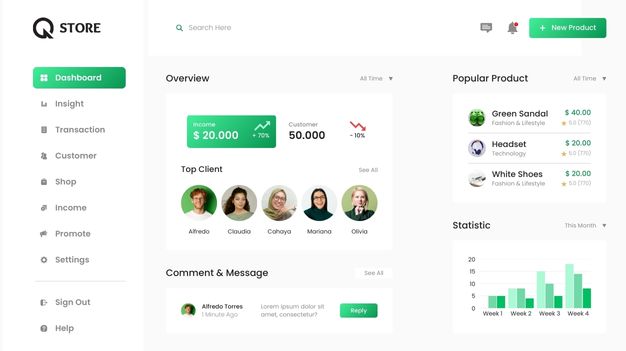 STORE
Search Here
+ New Product
Dashboard
Insight
Transaction
Customer
Shop
Income
Promote
Settings
Sign Out
Help
Overview
All Time
Income
$ 20.000
+ 70%
Customer
50.000
- 10%
Top Client
See All
Alfredo
Claudia
Cahaya
Mariana
Olivia
Comment & Message
See All
Alfredo Torres
1 Minute Ago
Lorem ipsum dolor sit
amet, consectetur?
Reply
Popular Product
All Time
Green Sandal
$ 40.00
Fashion & Lifestyle
5.0 (770)
Headset
$ 20.00
Technology
5.0 (770)
White Shoes
$ 20.00
Fashion & Lifestyle
5.0 (770)
Statistic
This Month
20
15
10
5
0
Week 1
Week 2
Week 3
Week 4